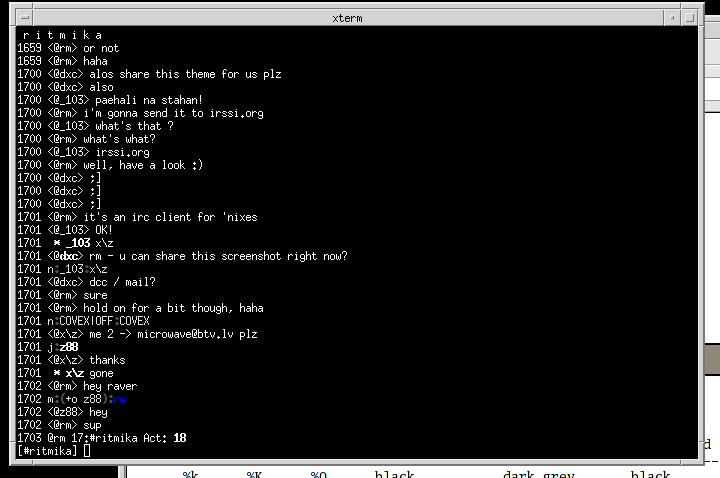 xterm
r i t m i k a
1659 <@rm> or not
1659 <@rm> haha
1700 <@dxc> alos share this theme for us plz
1700 <@dxc> also
1700 <@_103> paehali na stahan!
1700 <@rm> i'm gonna send it to irssi.org
1700 <@_103> what's that ?
1700 <@rm> what's what?
1700 <@_103> irssi.org
1700 <@rm> well, have a look :)
1700 <@dxc> ;]
1700 <@dxc> ;]
1700 <@dxc> ;]
1701 <@rm> it's an irc client for 'nixes
1701 <@_103> OK!
1701  * _103 x\z
1701 <@dxc> rm - u can share this screenshot right now?
1701 n:_103:x\z
1701 <@dxc> dcc / mail?
1701 <@rm> sure
1701 <@rm> hold on for a bit though, haha
1701 n:COVEX|OFF:COVEX
1701 <@x\z> me 2 -> microwave@btv.lv plz
1701 j:z88
1701 <@x\z> thanks
1701  * x\z gone
1702 <@rm> hey raver
1702 m:(+o z88):rm
1702 <@z88> hey
1702 <@rm> sup
1703 @rm 17:#ritmika Act: 18
[#ritmika]
d
%k %K %0 black dark grey black